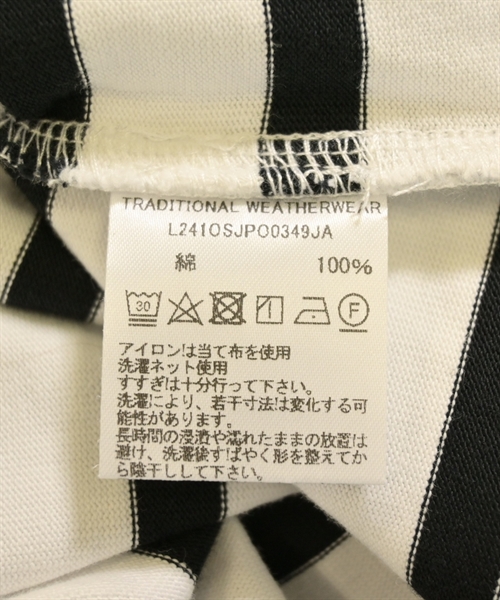 TRADITIONAL WEATHERWEAR
L241OSJPO0349JA
綿 100%
30 F
アイロンは当て布を使用
洗濯ネット使用
すすぎは十分行って下さい。
洗濯により、若干寸法は変化する可
能性があります。
長時間の浸漬や濡れたままの放置は
避け、洗濯後すばやく形を整えてか
ら陰干しして下さい。